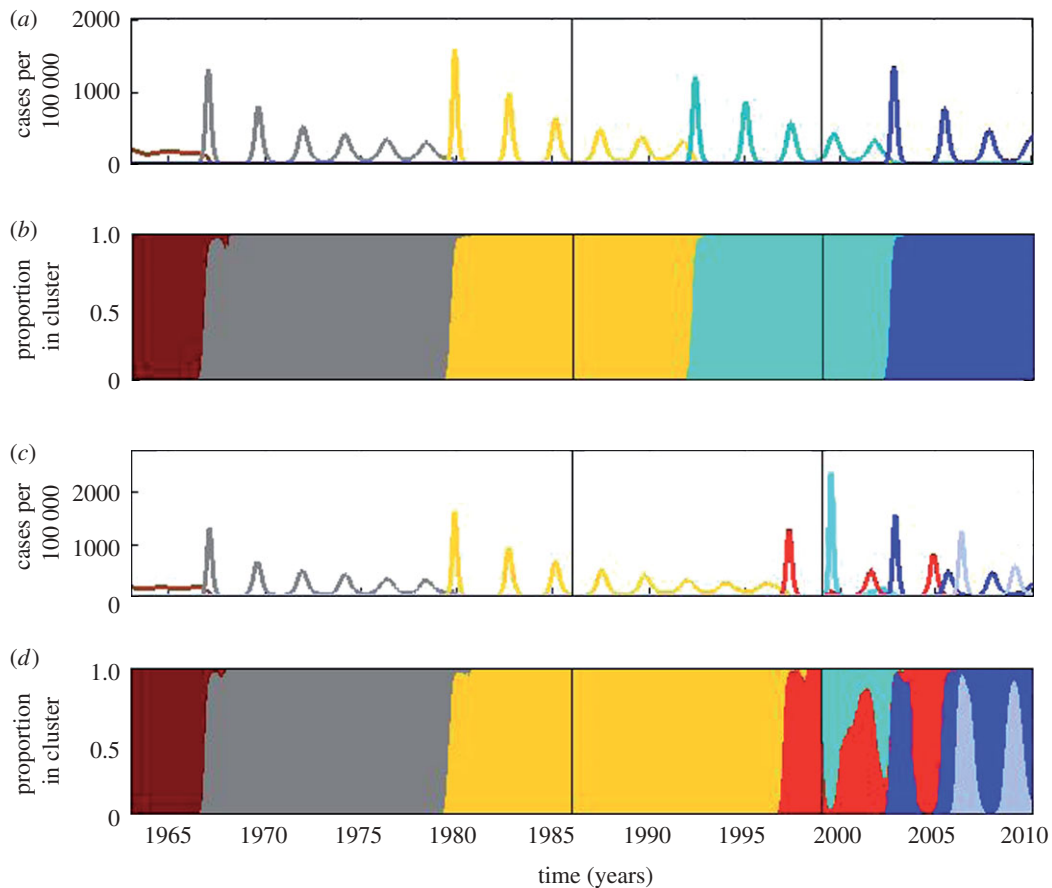 (a)
cases per
100 000
2000
1000
0
(b)
proportion
in cluster
1.0
0.5
0
(c)
cases per
100 000
2000
1000
0
(d)
proportion
in cluster
1.0
0.5
0
1965 1970 1975 1980 1985 1990 1995 2000 2005 2010
time (years)